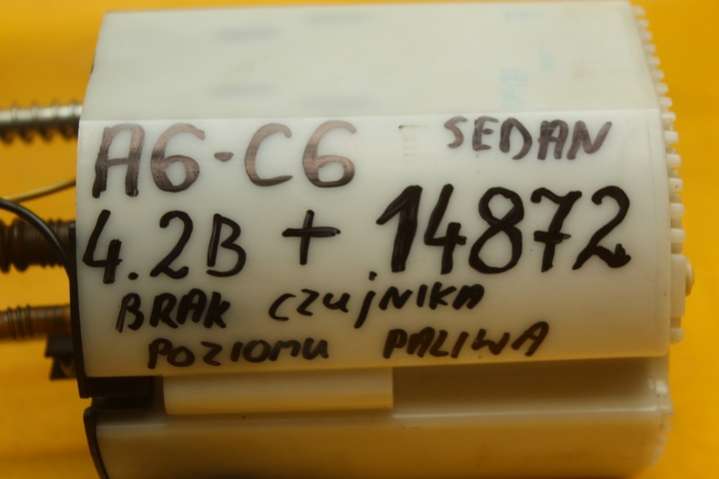 A6-C6 SEDAN
4.2B + 14872
BRAK CZUJNIKA
POZIOMU PALIWA